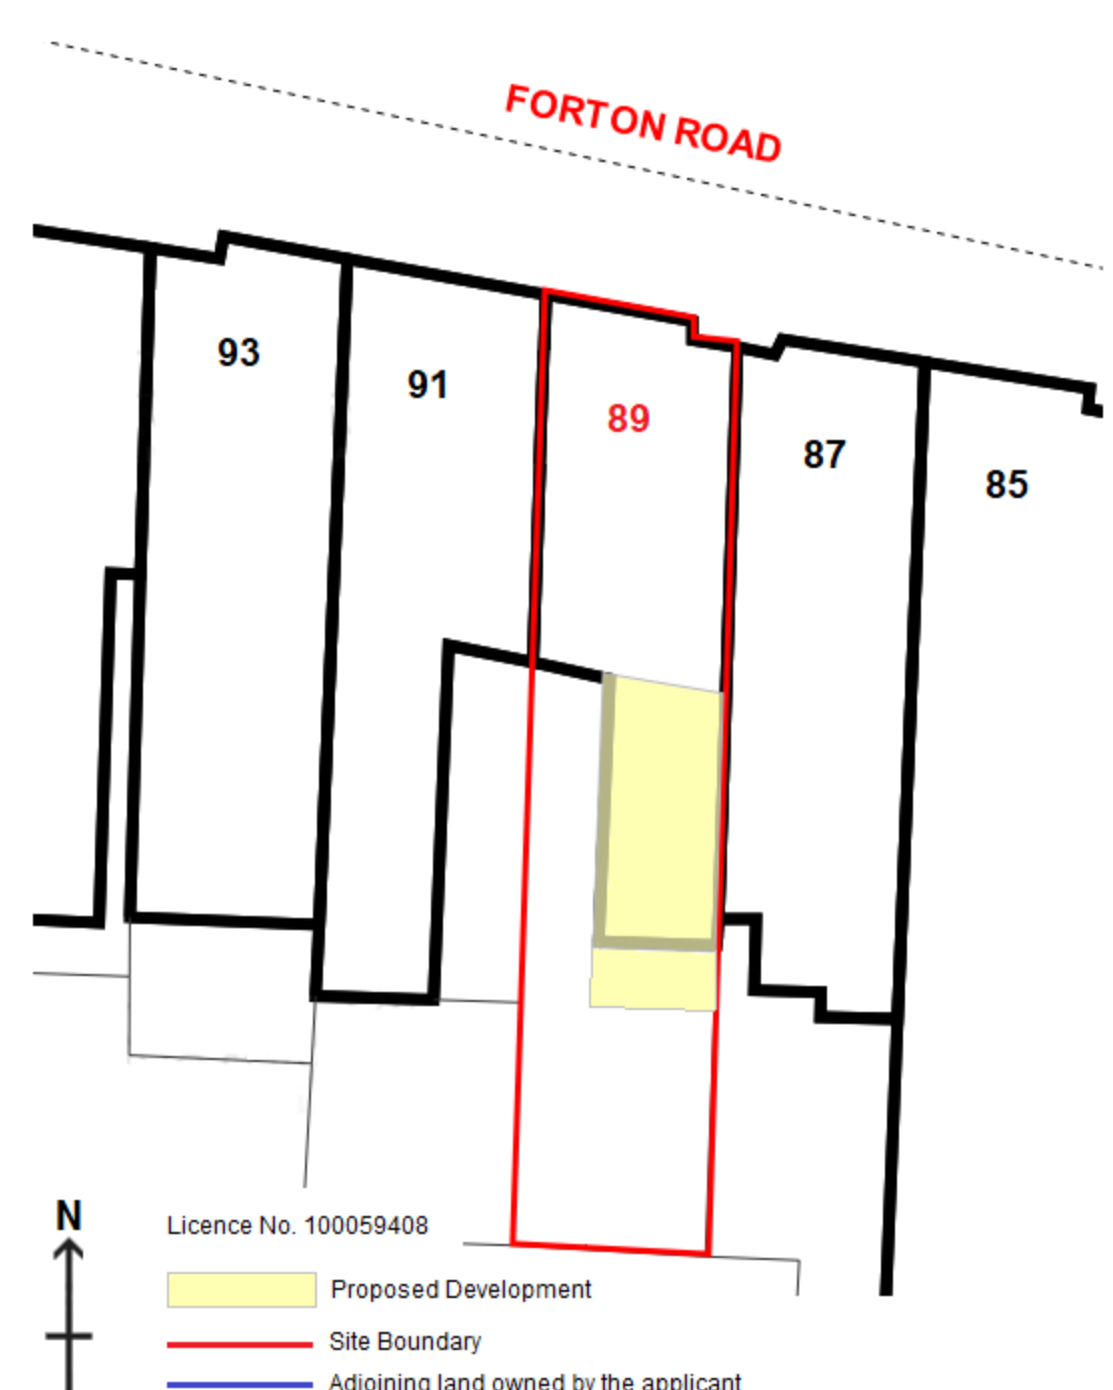 FORTON ROAD
93
91
89
87
85
N
Licence No. 100059408
Proposed Development
Site Boundary
Adjoining land owned by the applicant